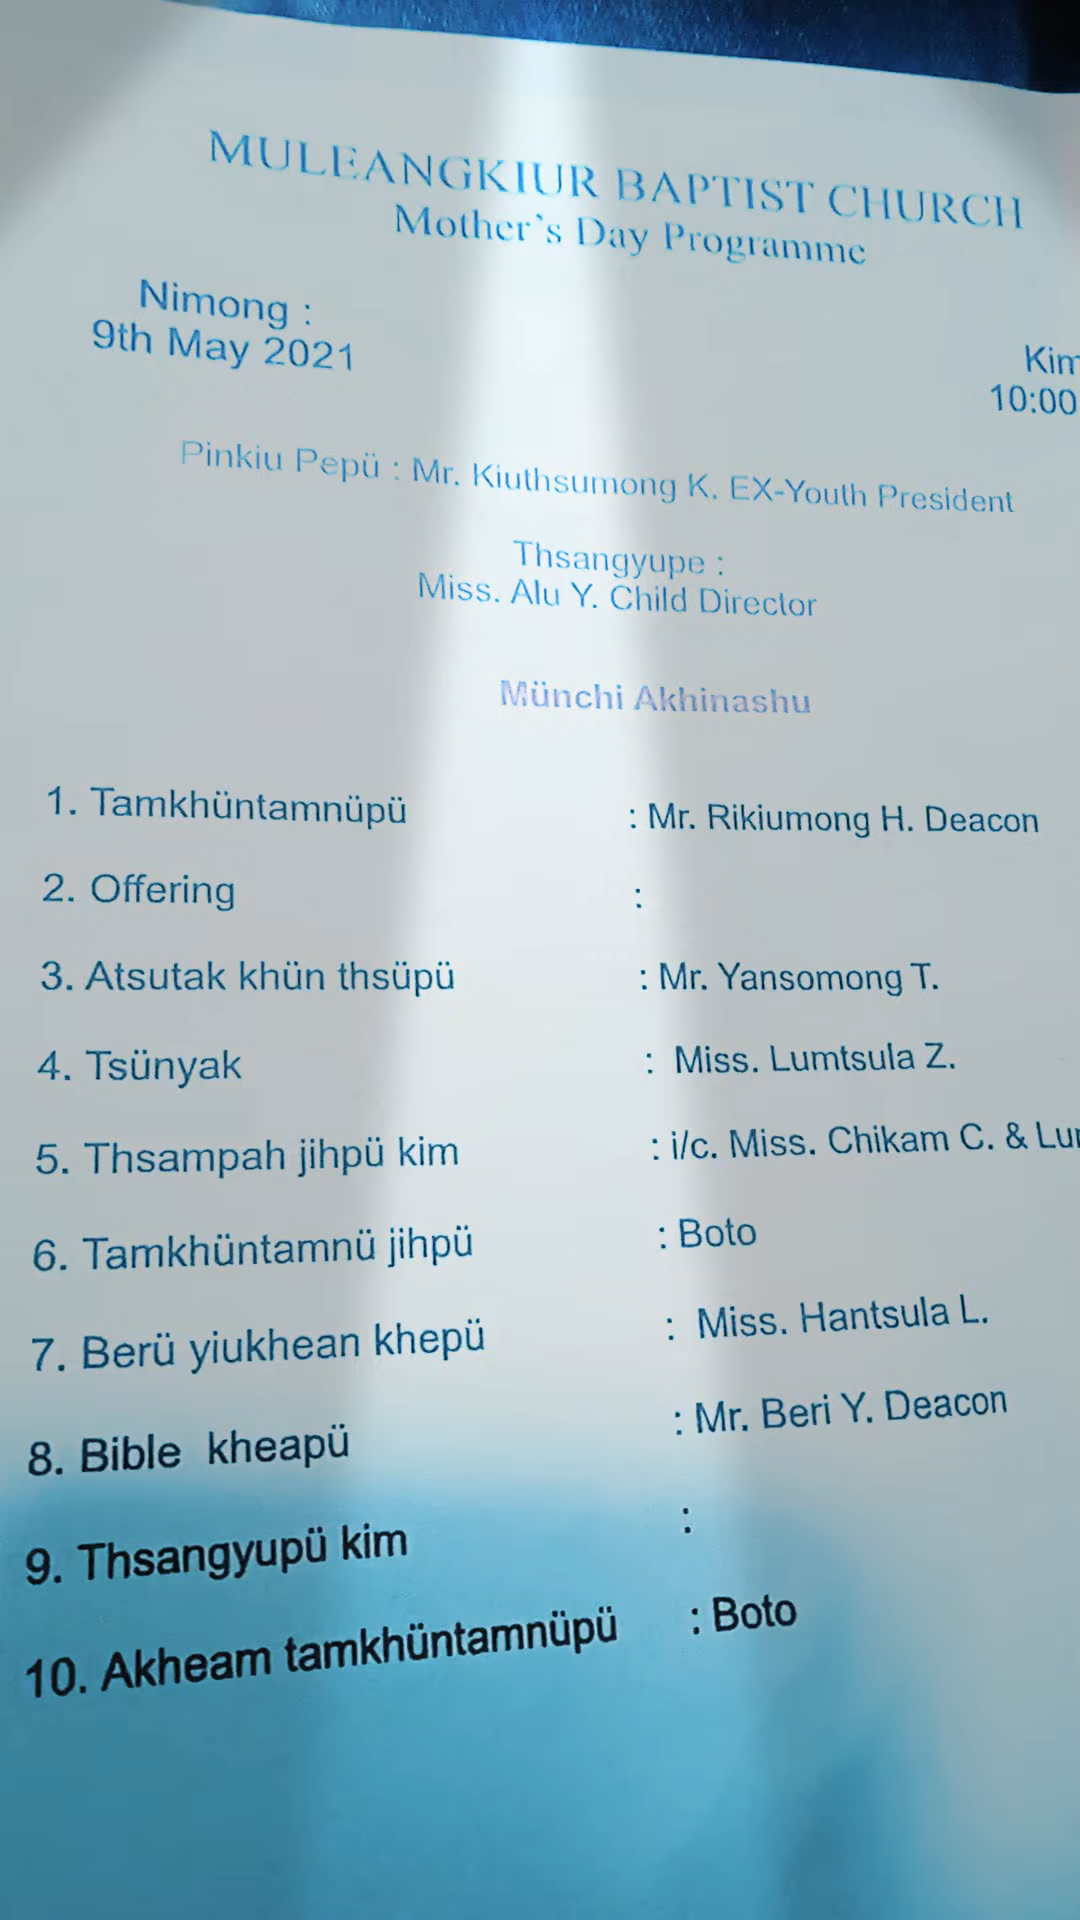 MULEANGKIUR BAPTIST CHURCH
Mother's Day Programme
Nimong :
9th May 2021
10:00
Pinkiu Pepü : Mr. Kiuthsumong K. EX-Youth President
Thsangyupe :
Miss. Alu Y. Child Director
Münchi Akhinashu
1. Tamkhüntamnüpü : Mr. Rikiumong H. Deacon
2. Offering :
3. Atsutak khün thsüpü : Mr. Yansomong T.
4. Tsünyak : Miss. Lumtsula Z.
5. Thsampah jihpü kim : i/c. Miss. Chikam C. &
6. Tamkhüntamnü jihpü : Boto
7. Berü yiukhean khepü : Miss. Hantsula L.
8. Bible kheapü : Mr. Beri Y. Deacon
9. Thsangyupü kim :
10. Akheam tamkhüntamnüpü : Boto